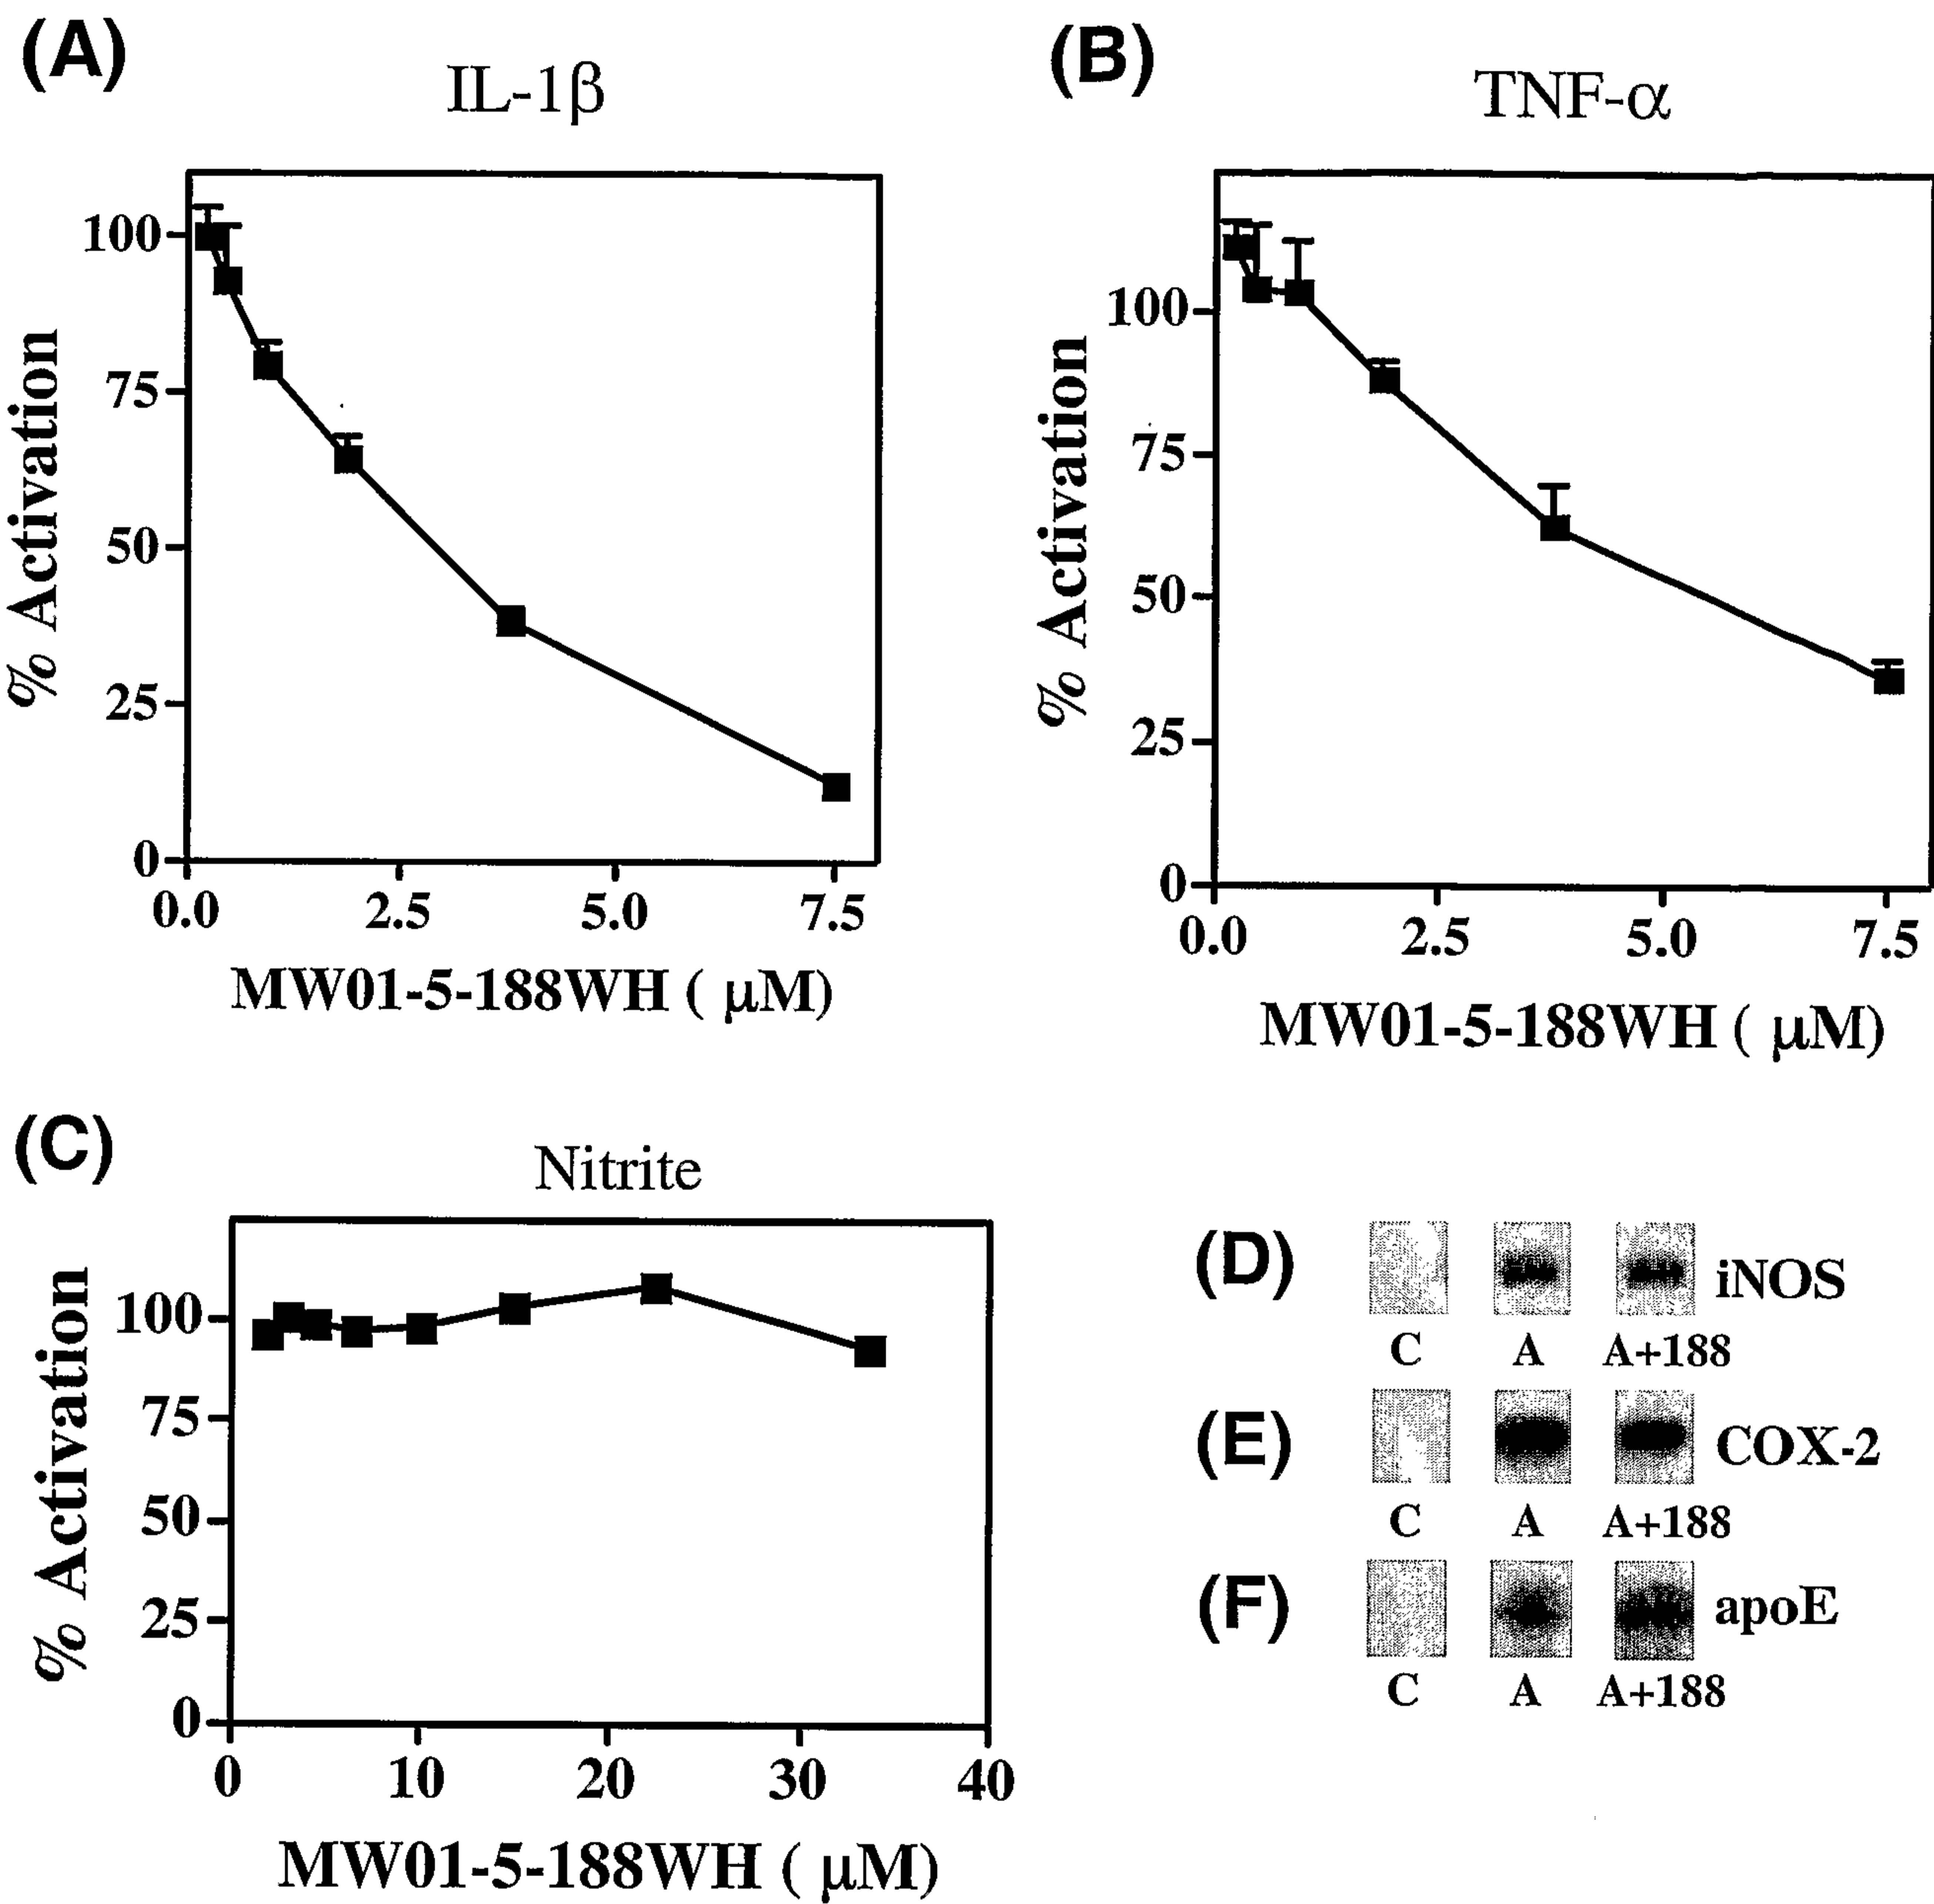 (A)
IL-1β
% Activation
100
75
50
25
0
0.0 2.5 5.0 7.5
MW01-5-188WH ( μM)
(B)
TNF-α
% Activation
100
75
50
25
0
0.0 2.5 5.0 7.5
MW01-5-188WH ( μM)
(C)
Nitrite
% Activation
100
75
50
25
0
0 10 20 30 40
MW01-5-188WH ( μM)
(D) iNOS
C A A+188
(E) COX-2
C A A+188
(F) apoE
C A A+188